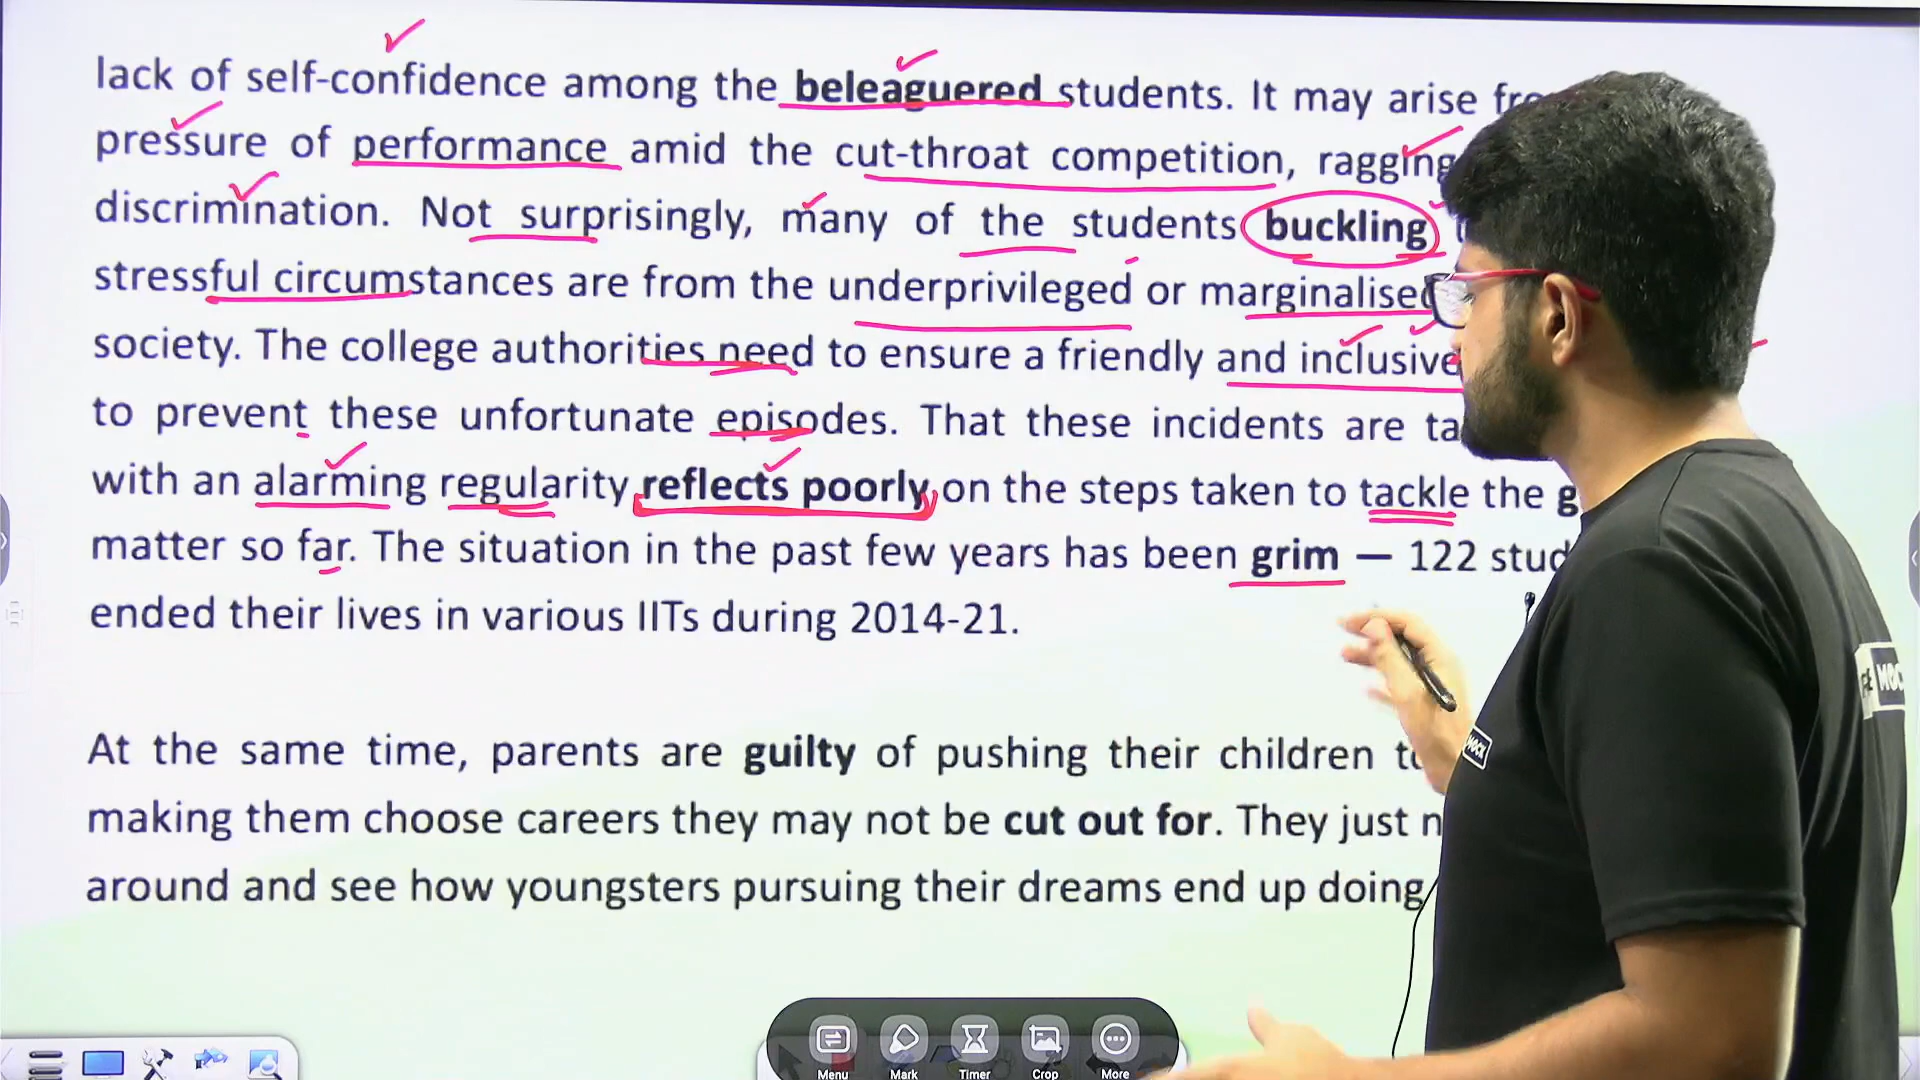 lack of self-confidence among the beleaguered students. It may arise
pressure of performance amid the cut-throat competition, ragging
discrimination. Not surprisingly, many of the students buckling
stressful circumstances are from the underprivileged or marginalised
society. The college authorities need to ensure a friendly and inclusive
to prevent these unfortunate episodes. That these incidents are
with an alarming regularity reflects poorly on the steps taken to tackle the
matter so far. The situation in the past few years has been grim — 122
ended their lives in various IITs during 2014-21.
At the same time, parents are guilty of pushing their children
making them choose careers they may not be cut out for. They just
around and see how youngsters pursuing their dreams end up doing
Menu Mark Timer Crop More